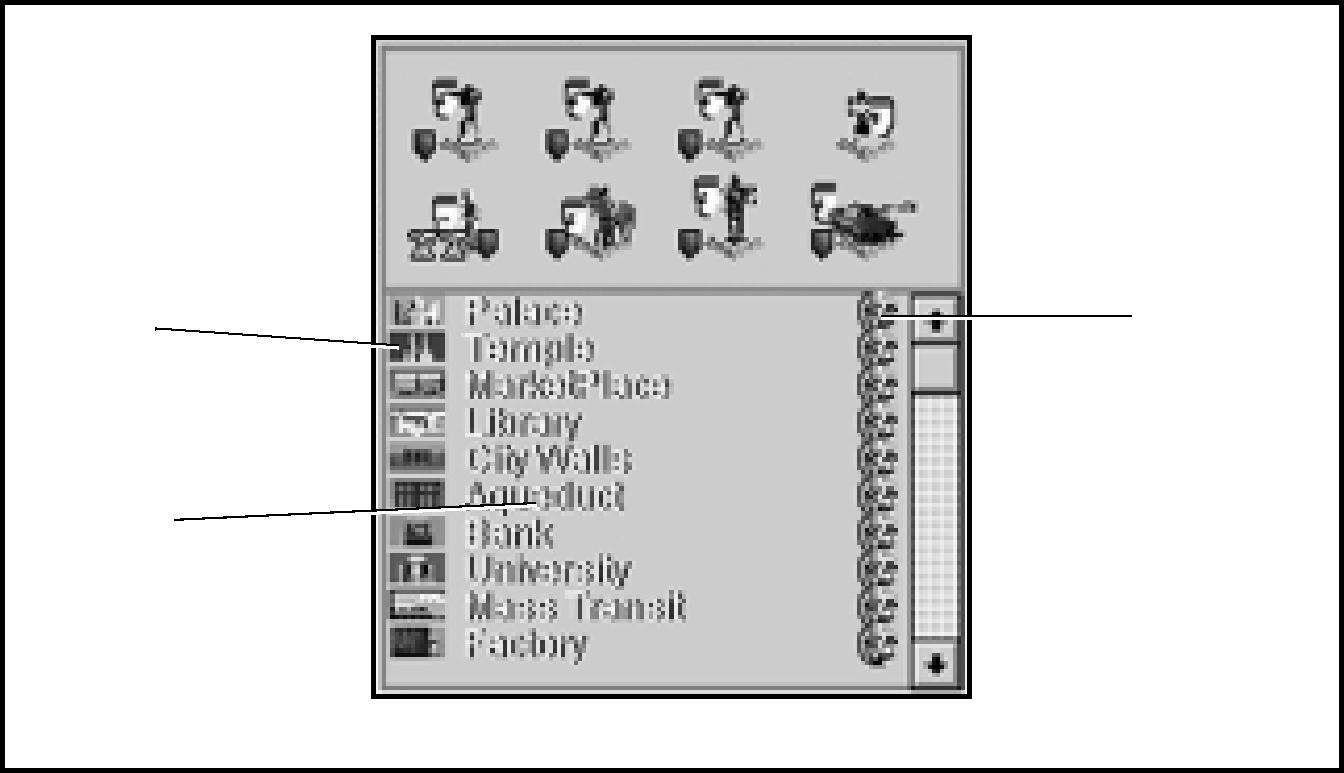 Palace
Temple
MarketPlace
Library
City Walls
Aqueduct
Bank
University
Mass Transit
Factory